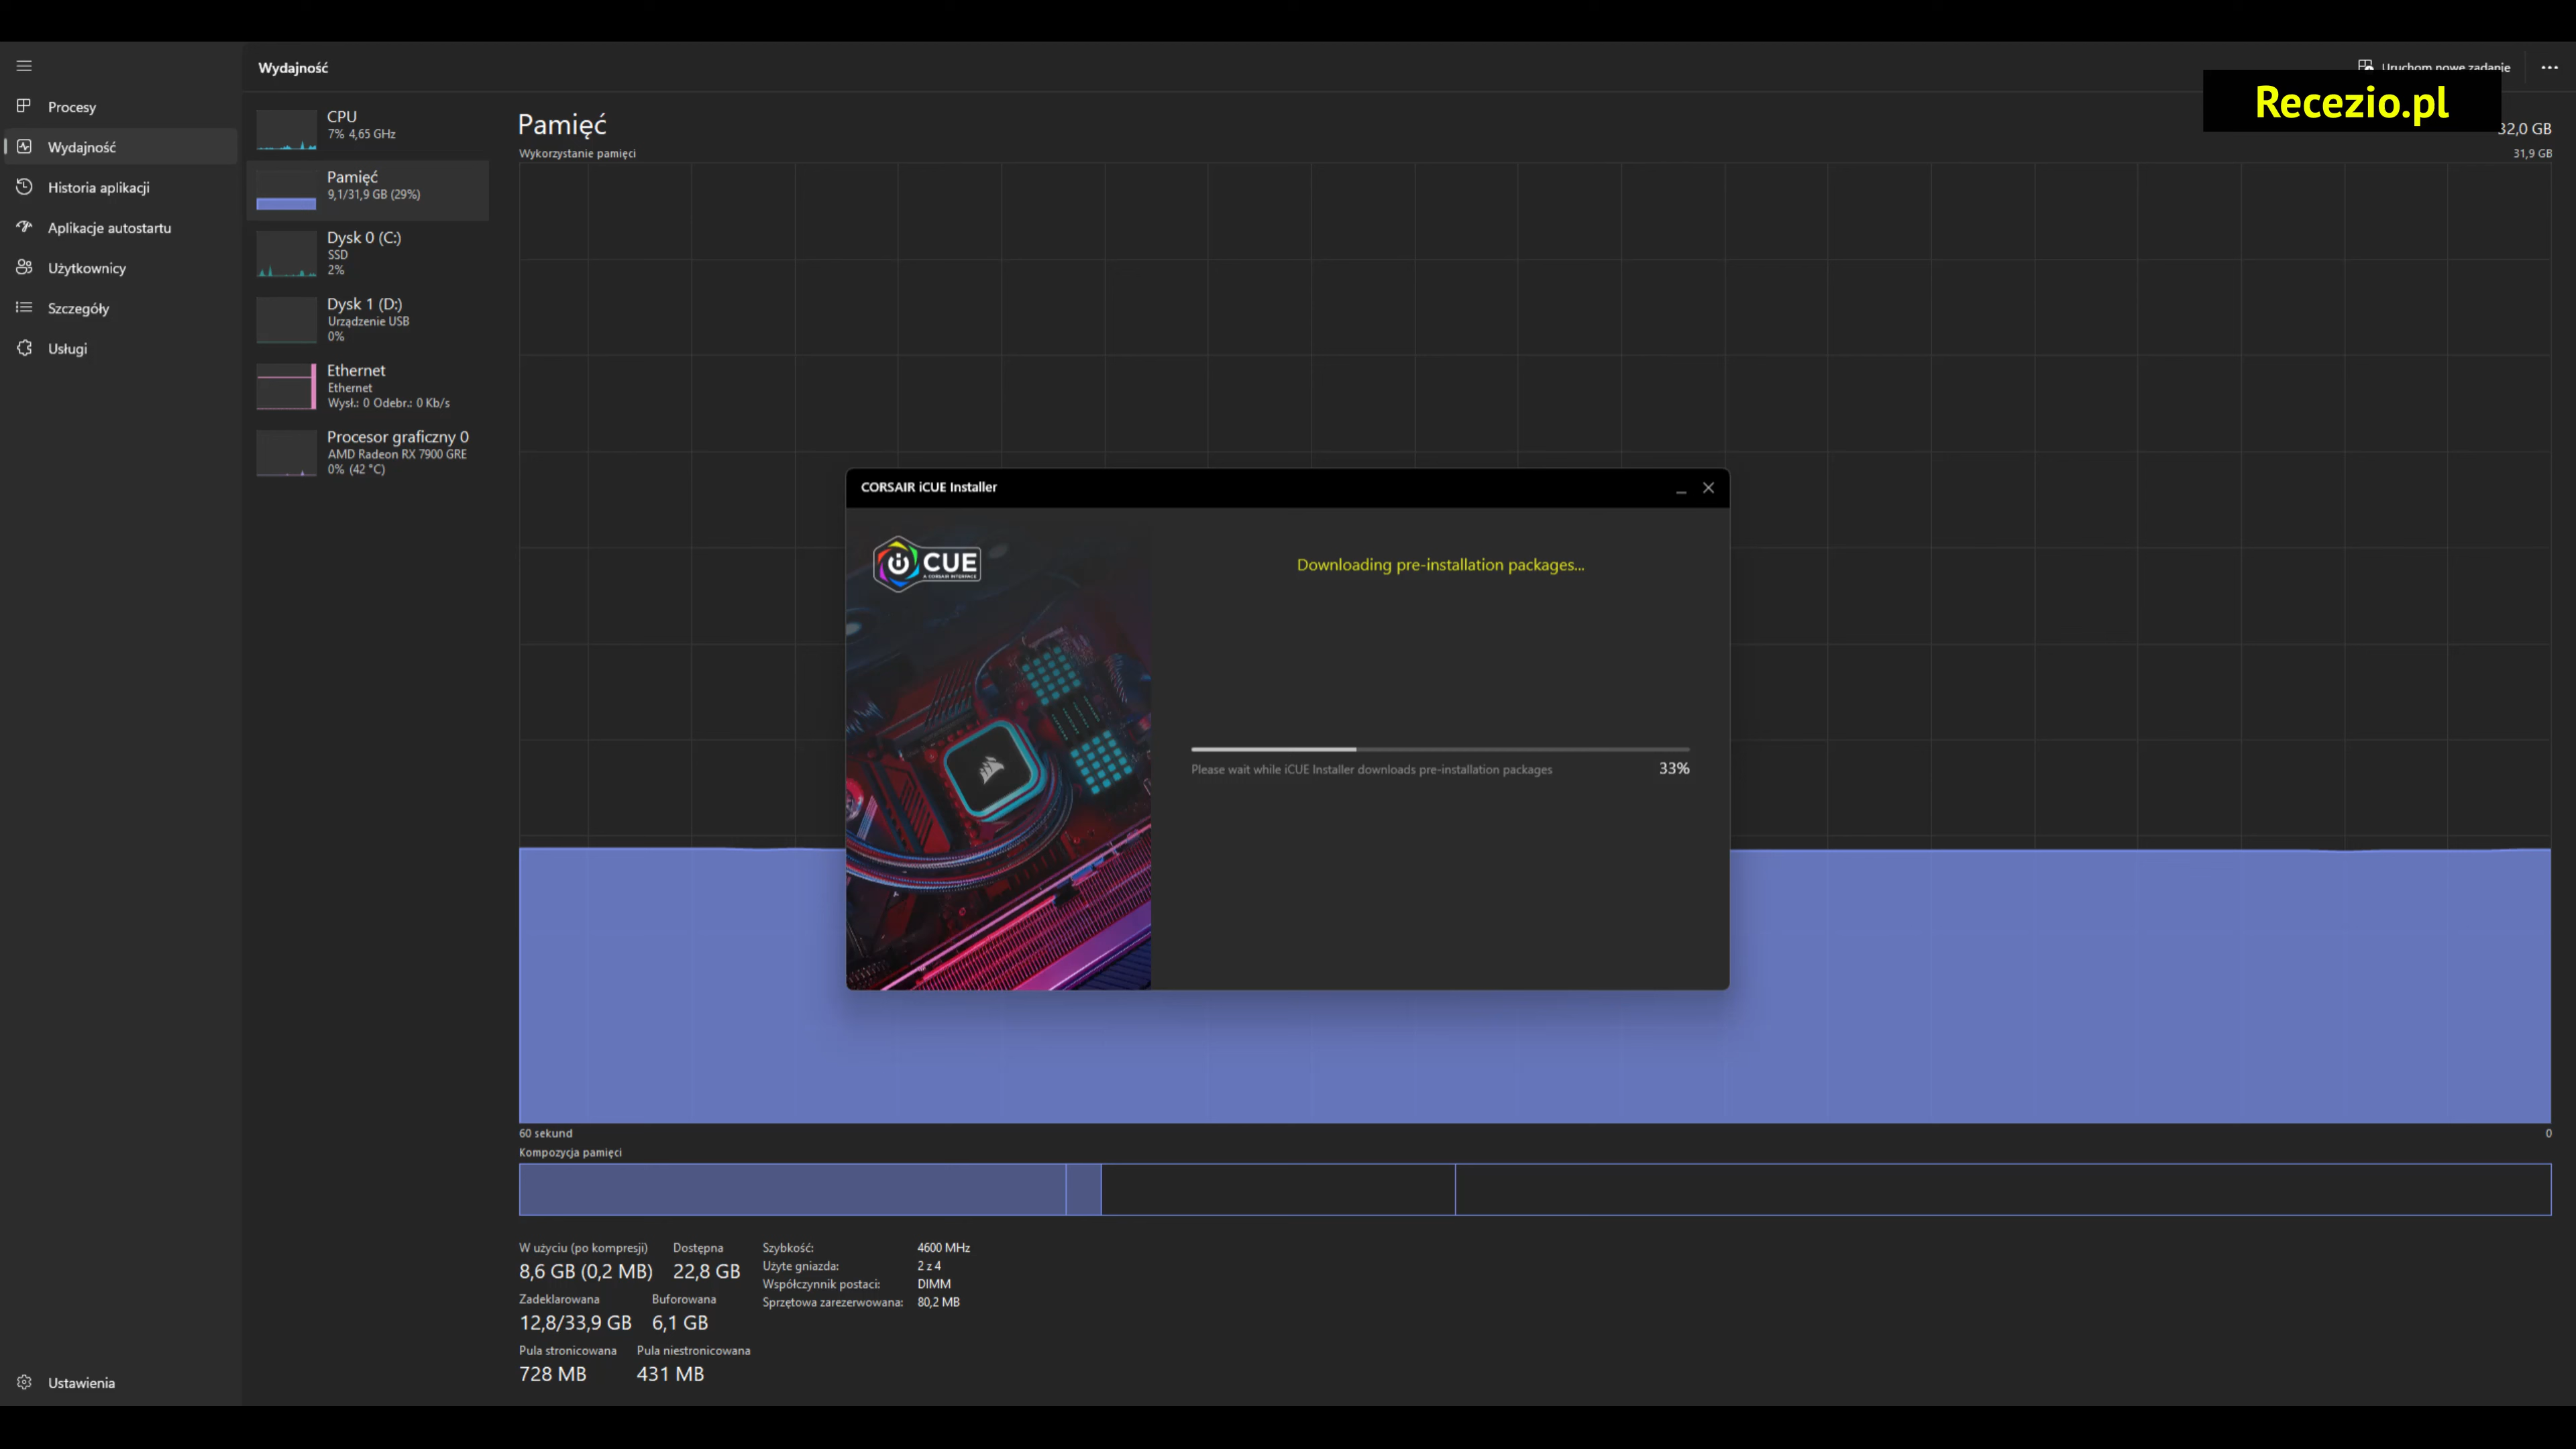 Wydajność
Uruchom nowe zadanie
Recezio.pl
Procesy
Wydajność
Historia aplikacji
Aplikacje autostartu
Użytkownicy
Szczegóły
Usługi
Ustawienia
CPU
7% 4,65 GHz
Pamięć
9,1/31,9 GB (29%)
Dysk 0 (C:)
SSD
2%
Dysk 1 (D:)
Urządzenie USB
0%
Ethernet
Ethernet
Wysł.: 0 Odebr.: 0 Kb/s
Procesor graficzny 0
AMD Radeon RX 7900 GRE
0% (42 °C)
Pamięć
32,0 GB
Wykorzystanie pamięci
31,9 GB
CORSAIR iCUE Installer
iCUE
A CORSAIR INTERFACE
Downloading pre-installation packages...
Please wait while iCUE Installer downloads pre-installation packages
33%
60 sekund
0
Kompozycja pamięci
W użyciu (po kompresji)
8,6 GB (0,2 MB)
Dostępna
22,8 GB
Zadeklarowana
12,8/33,9 GB
Buforowana
6,1 GB
Pula stronicowana
728 MB
Pula niestronicowana
431 MB
Szybkość: 4600 MHz
Użyte gniazda: 2 z 4
Współczynnik postaci: DIMM
Sprzętowa zarezerwowana: 80,2 MB